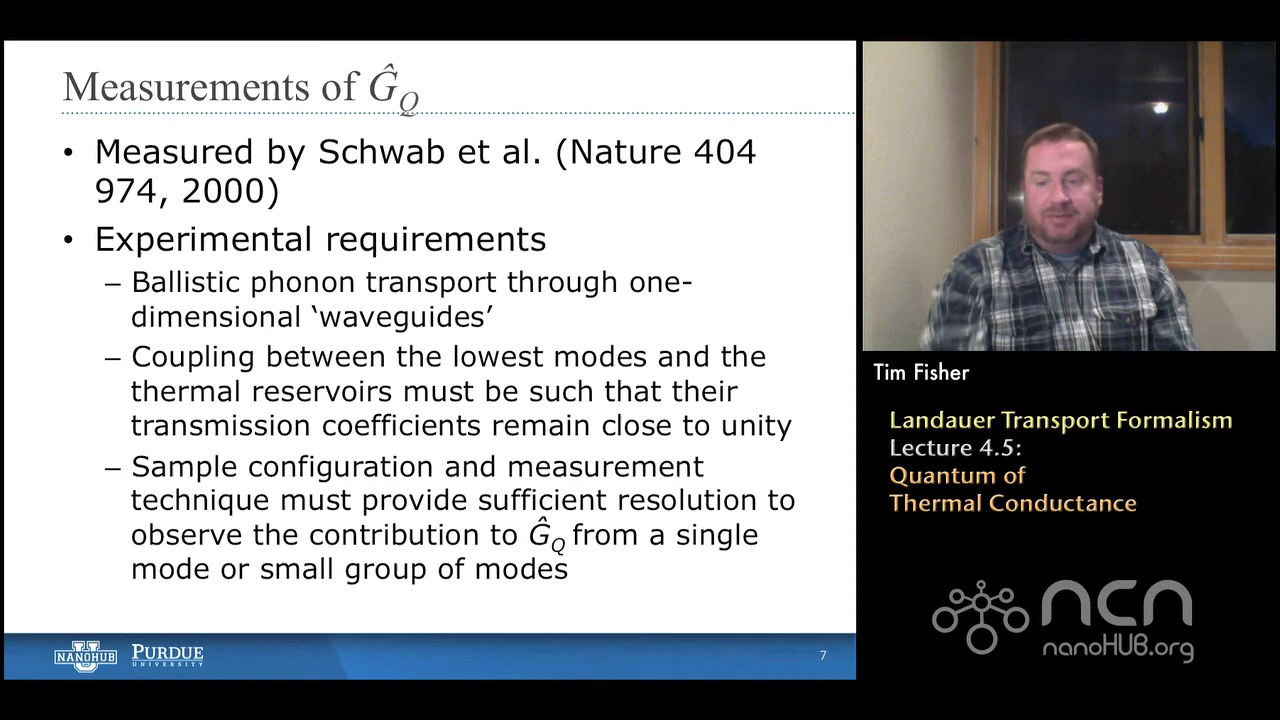 Measurements of Ĝ_Q
• Measured by Schwab et al. (Nature 404
974, 2000)
• Experimental requirements
– Ballistic phonon transport through one-
dimensional ‘waveguides’
– Coupling between the lowest modes and the
thermal reservoirs must be such that their
transmission coefficients remain close to unity
– Sample configuration and measurement
technique must provide sufficient resolution to
observe the contribution to Ĝ_Q from a single
mode or small group of modes
NANOHUB
U
PURDUE
UNIVERSITY
7
Tim Fisher
Landauer Transport Formalism
Lecture 4.5:
Quantum of
Thermal Conductance
ncn
nanoHUB.org